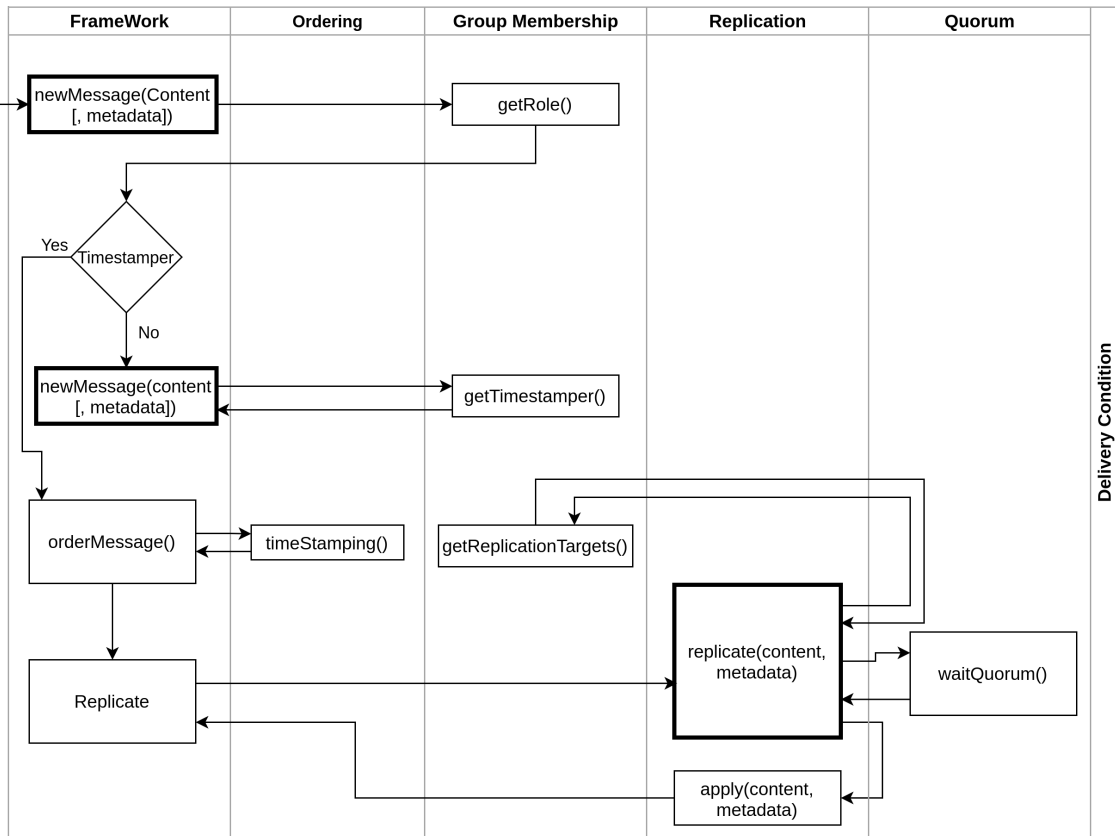 FrameWork
Ordering
Group Membership
Replication
Quorum
newMessage(Content
[, metadata])
getRole()
Yes
Timestamper
No
newMessage(content
[, metadata])
getTimestamper()
Delivery Condition
orderMessage()
timeStamping()
getReplicationTargets()
replicate(content,
metadata)
waitQuorum()
Replicate
apply(content,
metadata)